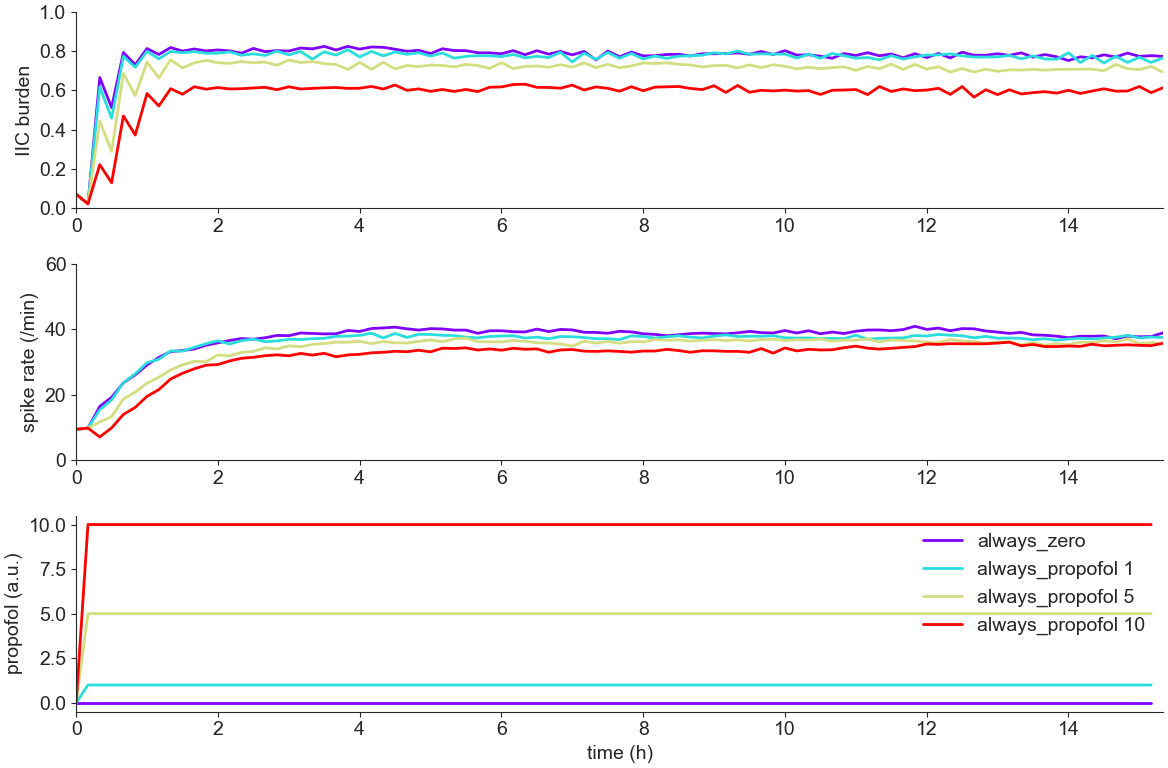 IIC burden
1.0
0.8
0.6
0.4
0.2
0.0
0 2 4 6 8 10 12 14
spike rate (/min)
60
40
20
0
0 2 4 6 8 10 12 14
propofol (a.u.)
10.0
7.5
5.0
2.5
0.0
always_zero
always_propofol 1
always_propofol 5
always_propofol 10
0 2 4 6 8 10 12 14
time (h)